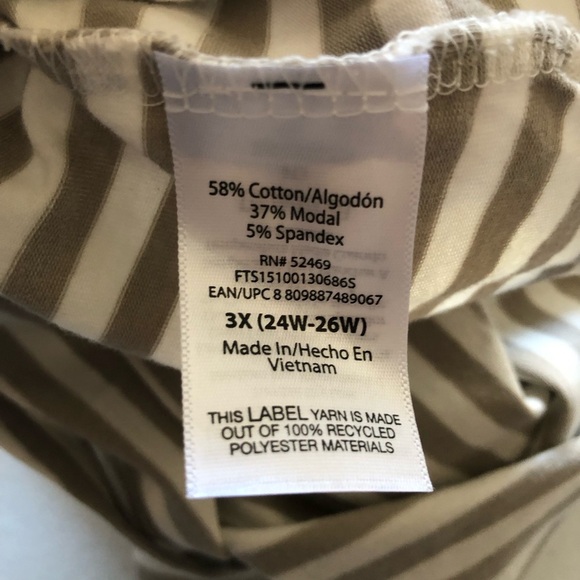 58% Cotton/Algodón
37% Modal
5% Spandex
RN# 52469
FTS15100130686S
EAN/UPC 8 809887489067
3X (24W-26W)
Made In/Hecho En
Vietnam
THIS LABEL YARN IS MADE
OUT OF 100% RECYCLED
POLYESTER MATERIALS